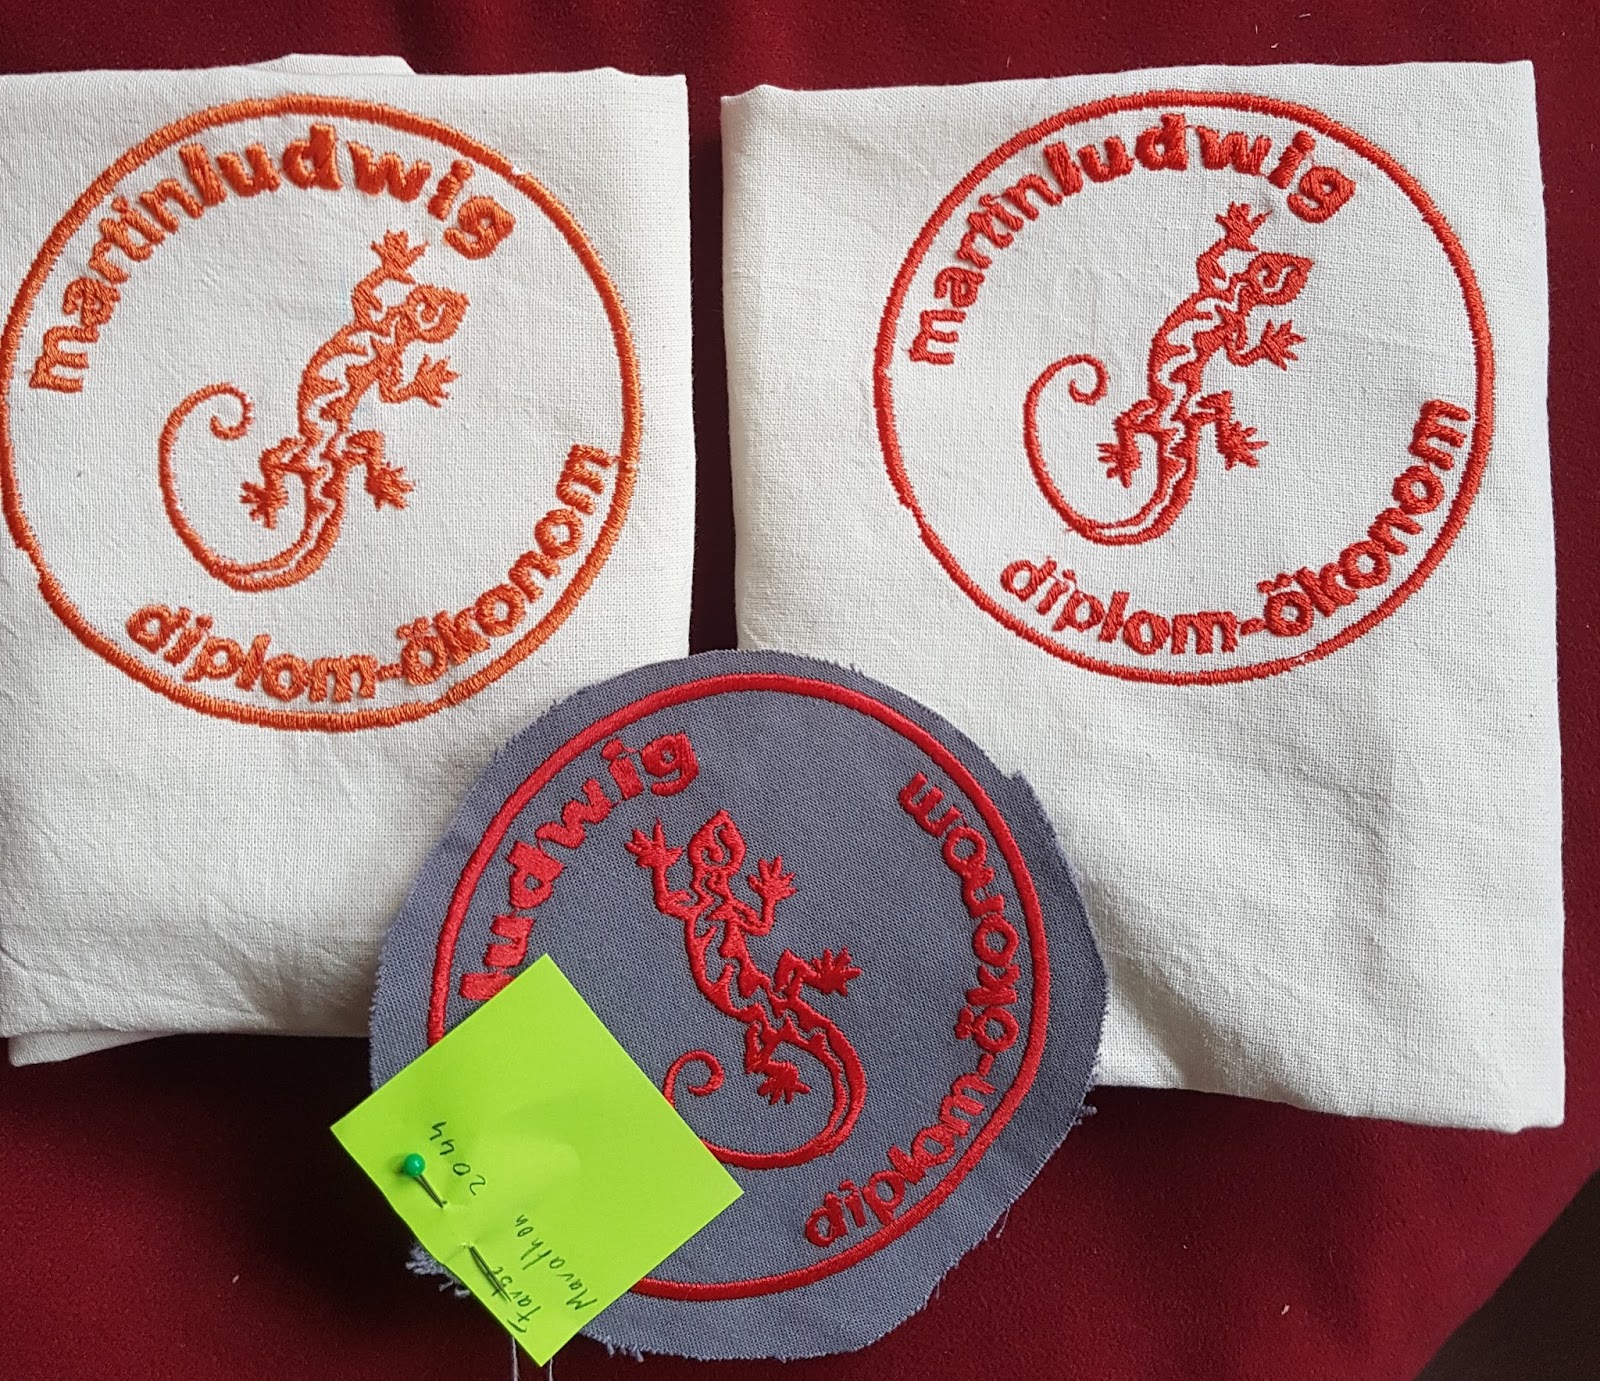 martinludwig
diplom-ökonom
martinludwig
diplom-ökonom
ludwig
diplom-ökonom
Farbe
Marathon
2044